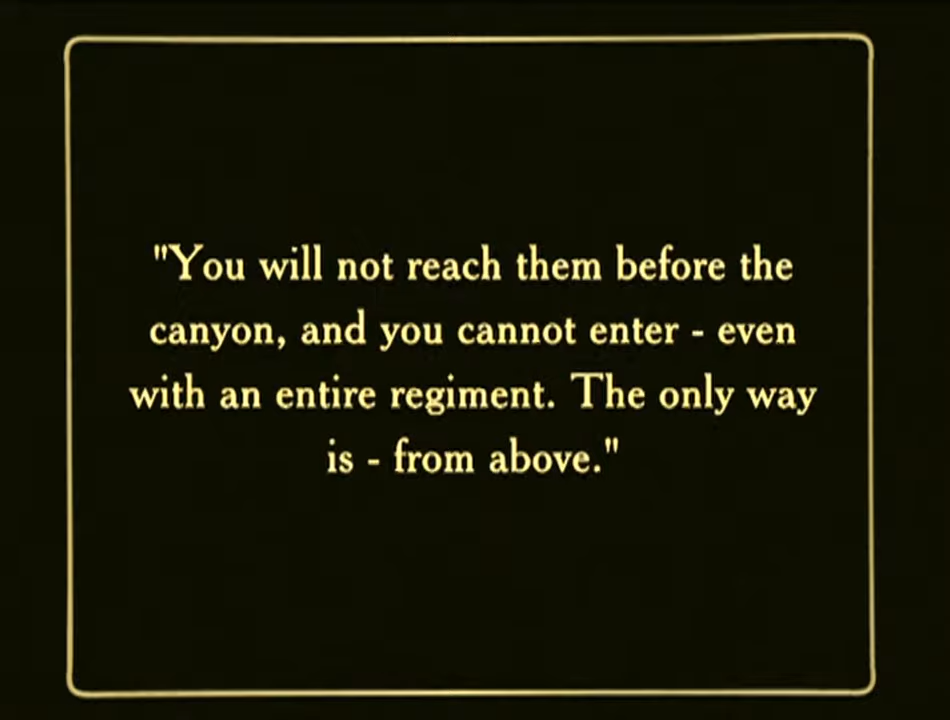 "You will not reach them before the
canyon, and you cannot enter - even
with an entire regiment. The only way
is - from above."